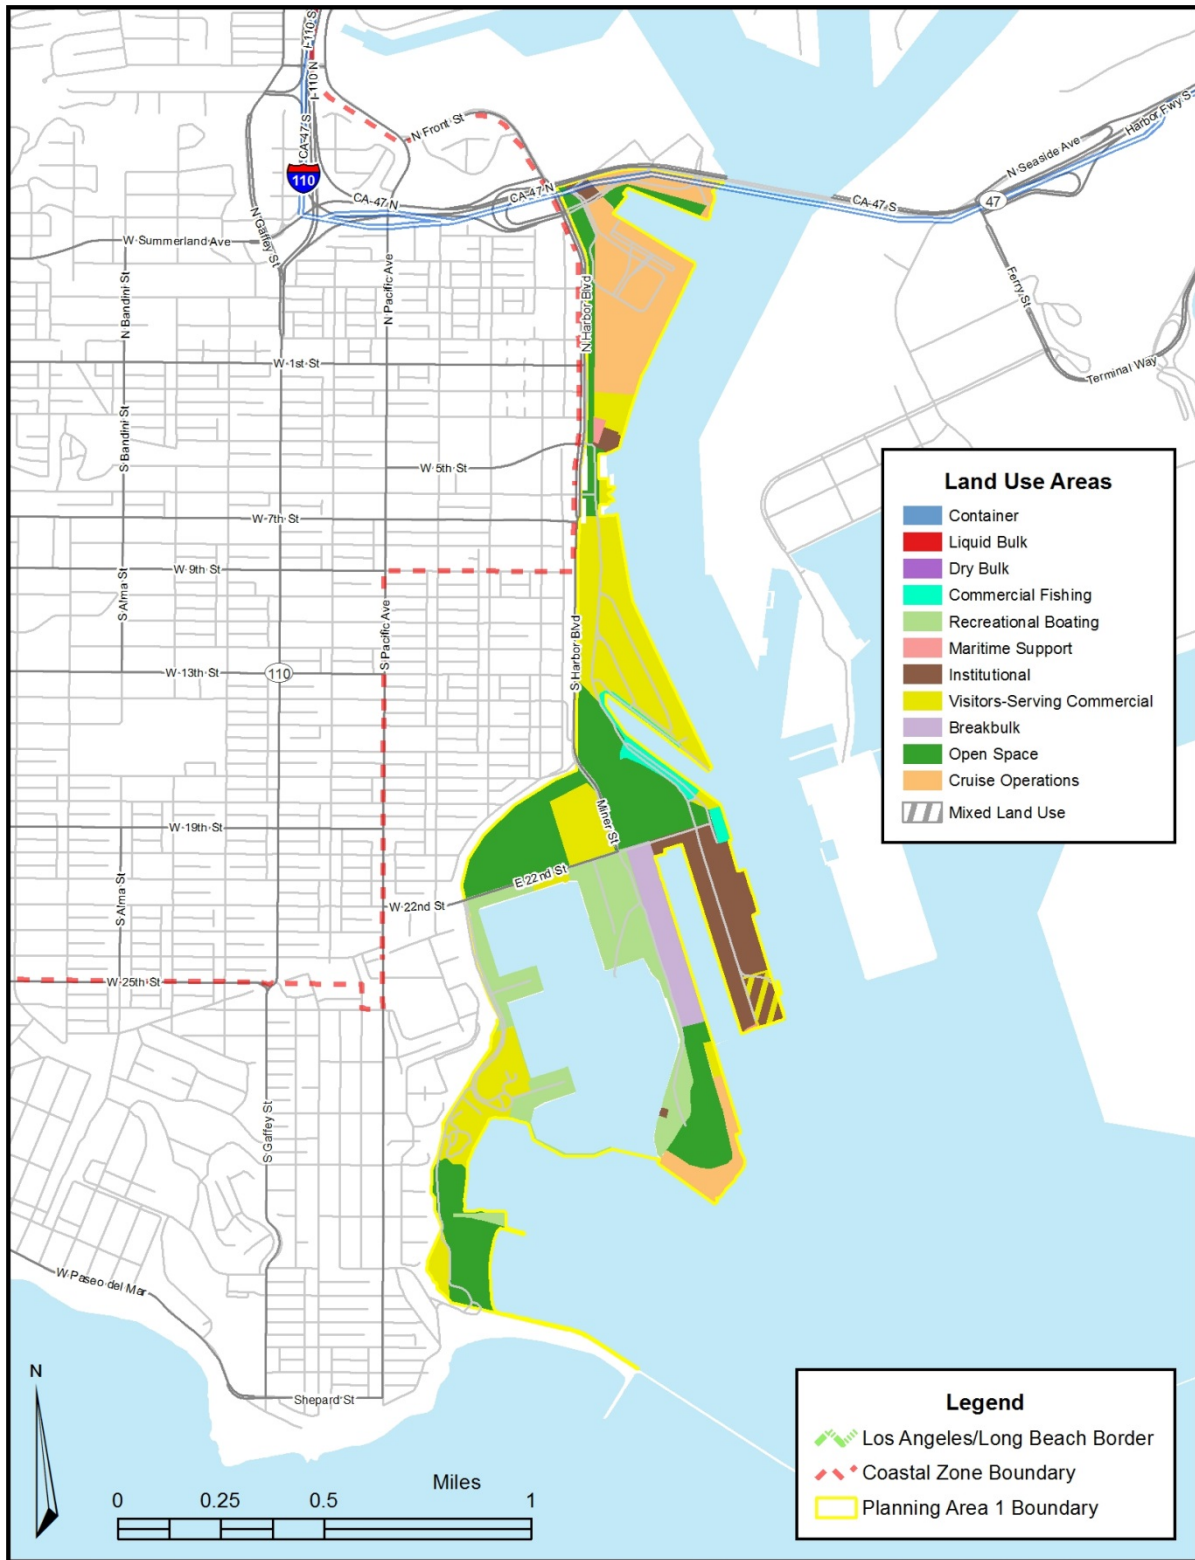 I-110 S
I-110 N
CA-47 S
N Front St
110
CA-47 N
CA-47 N
CA-47 S
N Seaside Ave
Harbor Fwy S
47
N Gaffey St
W Summerland Ave
N Bandini St
N Pacific Ave
N Harbor Blvd
Ferry St
Terminal Way
W 1st St
S Bandini St
W 5th St
W 7th St
W 9th St
S Alma St
S Pacific Ave
S Harbor Blvd
W 13th St
110
Miner St
W 19th St
E 22nd St
W 22nd St
S Alma St
W 25th St
S Gaffey St
W Paseo del Mar
Shepard St
Land Use Areas
Container
Liquid Bulk
Dry Bulk
Commercial Fishing
Recreational Boating
Maritime Support
Institutional
Visitors-Serving Commercial
Breakbulk
Open Space
Cruise Operations
Mixed Land Use
N
Miles
0 0.25 0.5 1
Legend
Los Angeles/Long Beach Border
Coastal Zone Boundary
Planning Area 1 Boundary